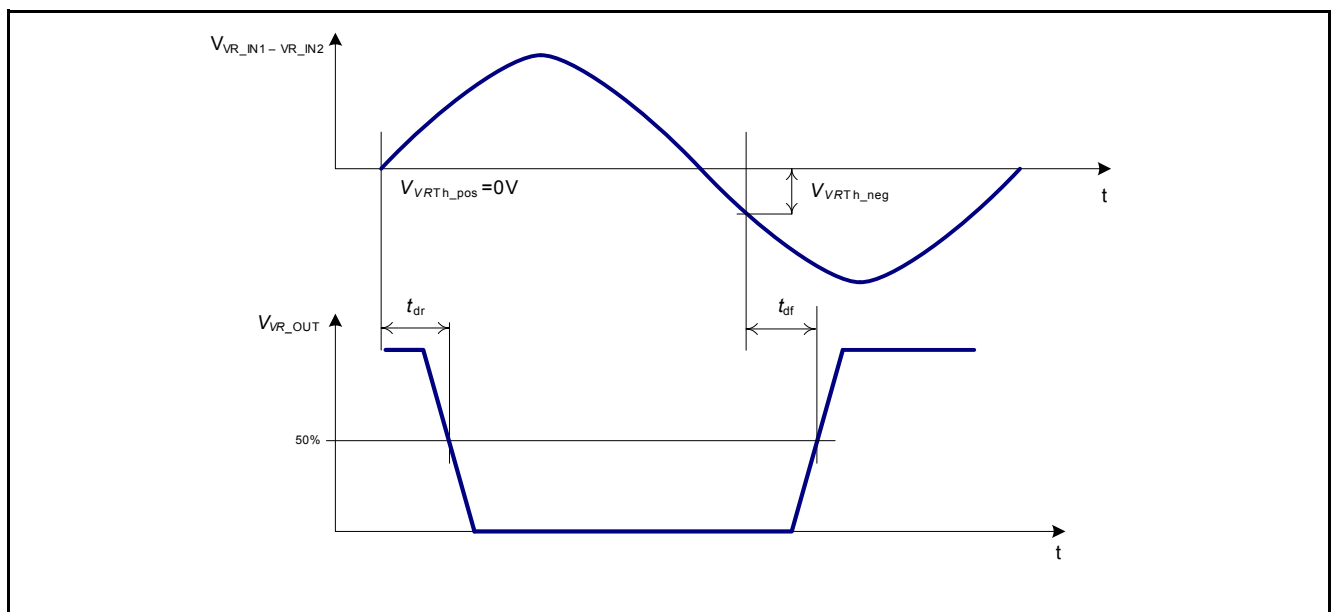 VVR_IN1 – VR_IN2
VVRTh_pos=0V
VVRTh_neg
t
tdr
tdf
VVR_OUT
50%
t